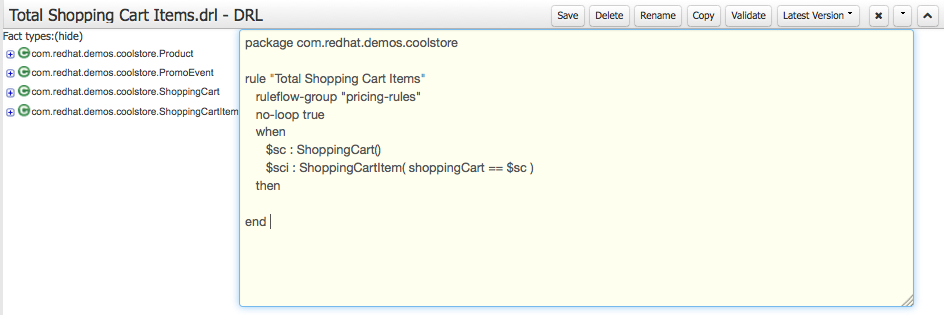 Total Shopping Cart Items.drl - DRL
Save Delete Rename Copy Validate Latest Version
Fact types:(hide)
com.redhat.demos.coolstore.Product
com.redhat.demos.coolstore.PromoEvent
com.redhat.demos.coolstore.ShoppingCart
com.redhat.demos.coolstore.ShoppingCartItem
package com.redhat.demos.coolstore
rule "Total Shopping Cart Items"
ruleflow-group "pricing-rules"
no-loop true
when
$sc : ShoppingCart()
$sci : ShoppingCartItem( shoppingCart == $sc )
then
end